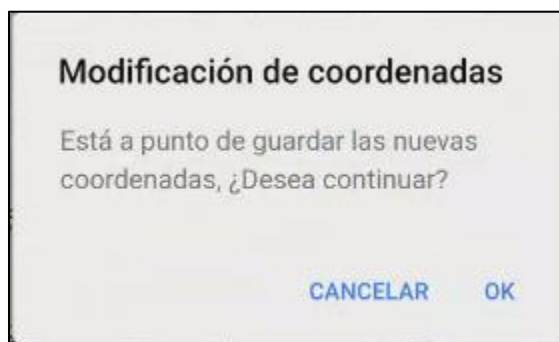 Modificación de coordenadas
Está a punto de guardar las nuevas
coordenadas, ¿Desea continuar?
CANCELAR OK